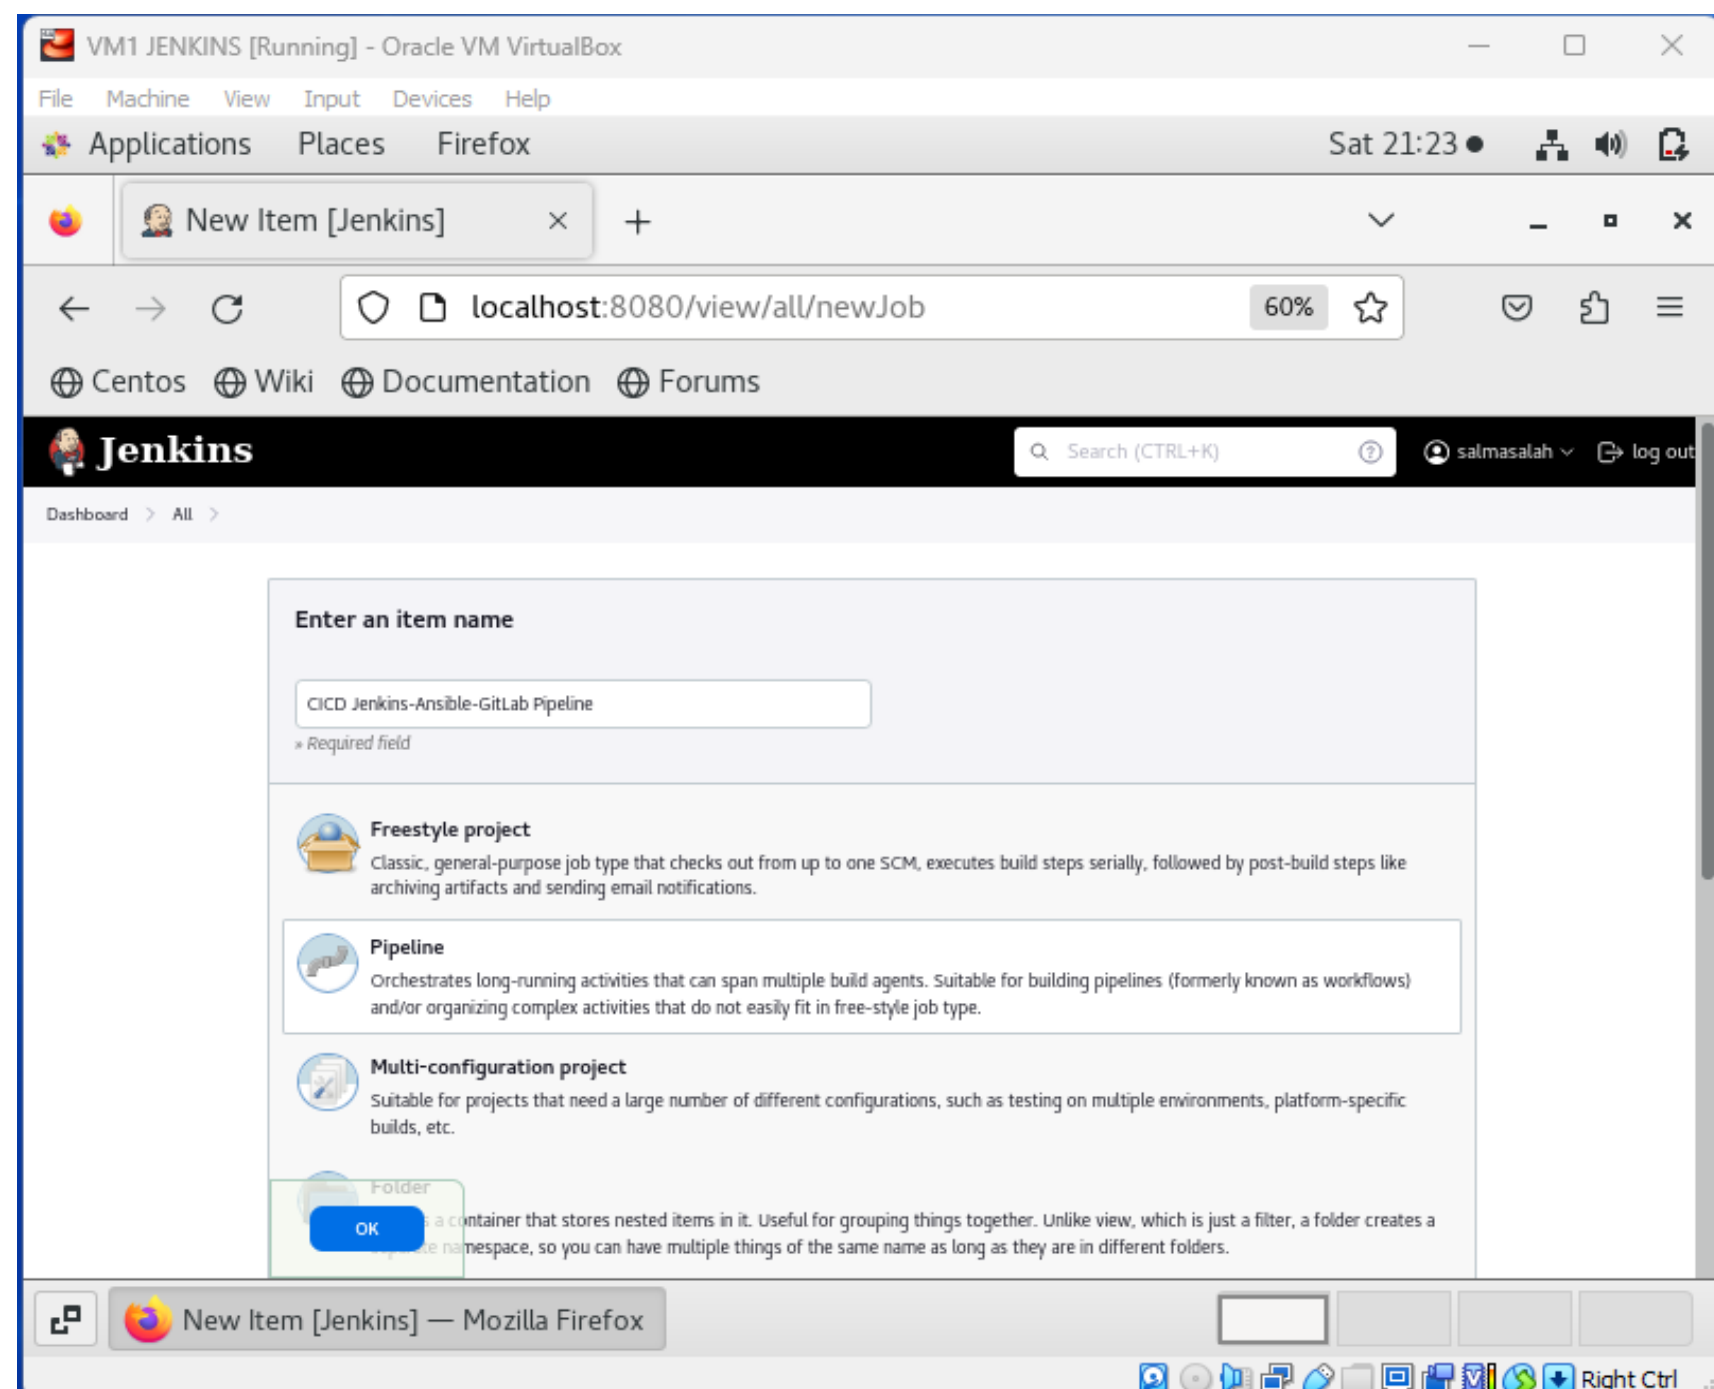 VM1 JENKINS [Running] - Oracle VM VirtualBox
File Machine View Input Devices Help
Applications Places Firefox Sat 21:23
New Item [Jenkins]
localhost:8080/view/all/newJob 60%
Centos Wiki Documentation Forums
Jenkins Search (CTRL+K) salmasalah log out
Dashboard All
Enter an item name
CICD Jenkins-Ansible-GitLab Pipeline
» Required field
Freestyle project
Classic, general-purpose job type that checks out from up to one SCM, executes build steps serially, followed by post-build steps like
archiving artifacts and sending email notifications.
Pipeline
Orchestrates long-running activities that can span multiple build agents. Suitable for building pipelines (formerly known as workflows)
and/or organizing complex activities that do not easily fit in free-style job type.
Multi-configuration project
Suitable for projects that need a large number of different configurations, such as testing on multiple environments, platform-specific
builds, etc.
Folder
a container that stores nested items in it. Useful for grouping things together. Unlike view, which is just a filter, a folder creates a
OK
namespace, so you can have multiple things of the same name as long as they are in different folders.
New Item [Jenkins] — Mozilla Firefox
Right Ctrl